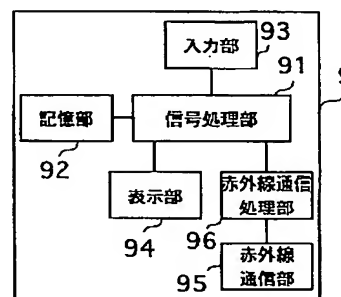 入力部
93
91
記憶部
信号処理部
92
表示部
赤外線通信
処理部
94
96
赤外線
通信部
95
9